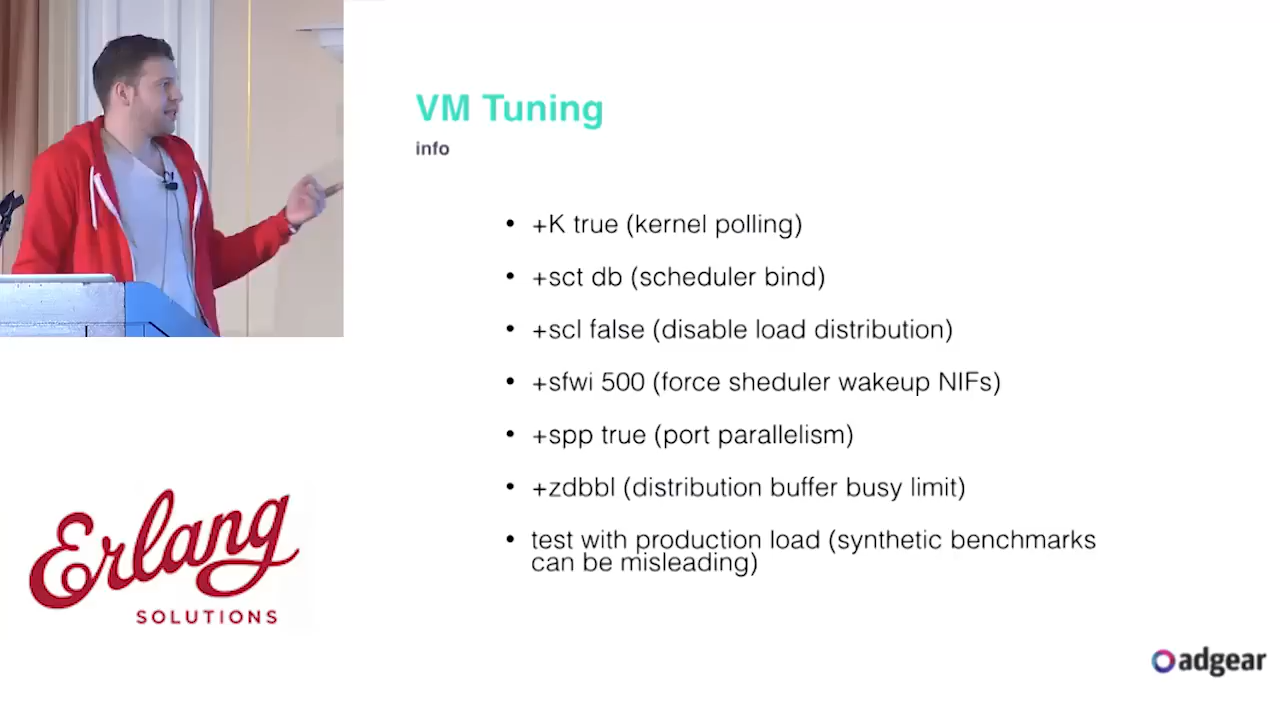 VM Tuning
info
• +K true (kernel polling)
• +sct db (scheduler bind)
• +scl false (disable load distribution)
• +sfwi 500 (force sheduler wakeup NIFs)
• +spp true (port parallelism)
• +zdbbl (distribution buffer busy limit)
• test with production load (synthetic benchmarks
can be misleading)
Erlang
SOLUTIONS
adgear